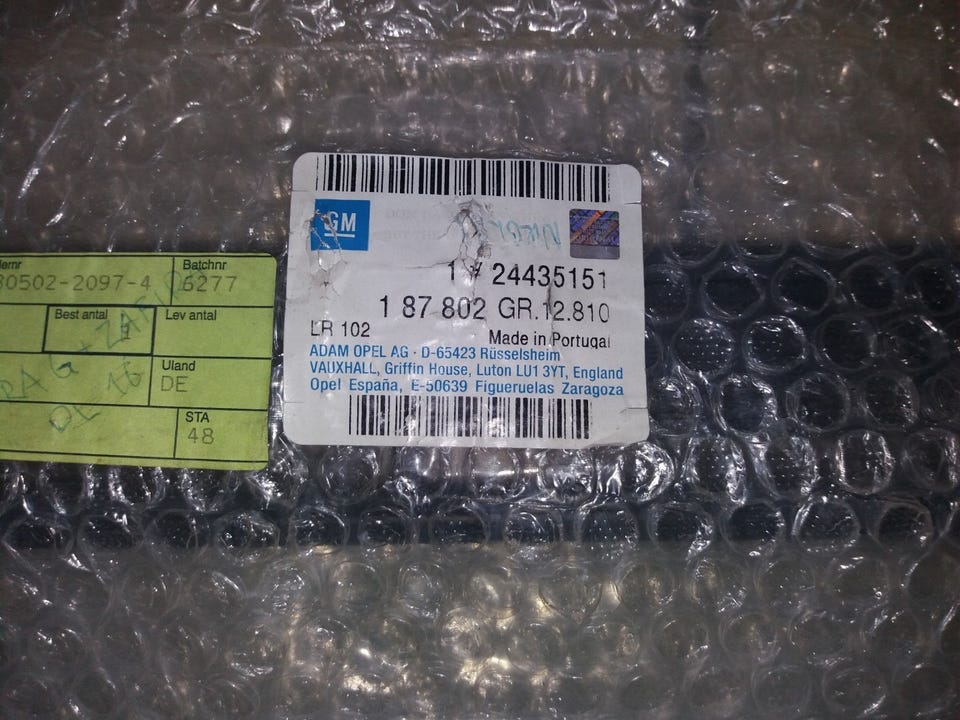 GM
1 # 24435151
1 87 802 GR.12.810
LR 102 Made in Portugal
ADAM OPEL AG · D-65423 Rüsselsheim
VAUXHALL, Griffin House, Luton LU1 3YT, England
Opel España, E-50639 Figueruelas Zaragoza
Batchnr
80502-2097-4 6277
Best antal Lev antal
1
Uland
DE
STA
48